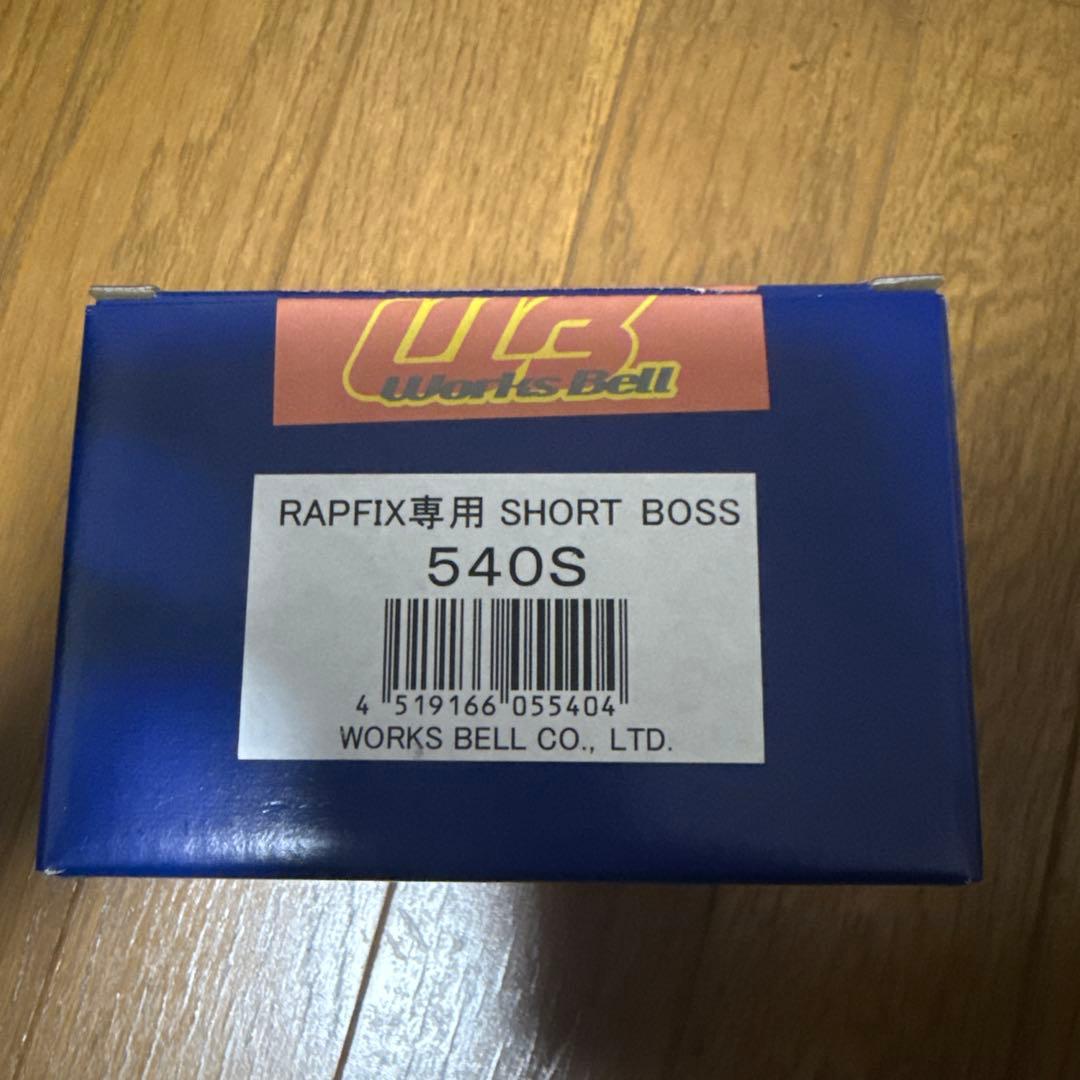 WB
Works Bell
RAPFIX専用 SHORT BOSS
540S
4 519166 055404
WORKS BELL CO., LTD.